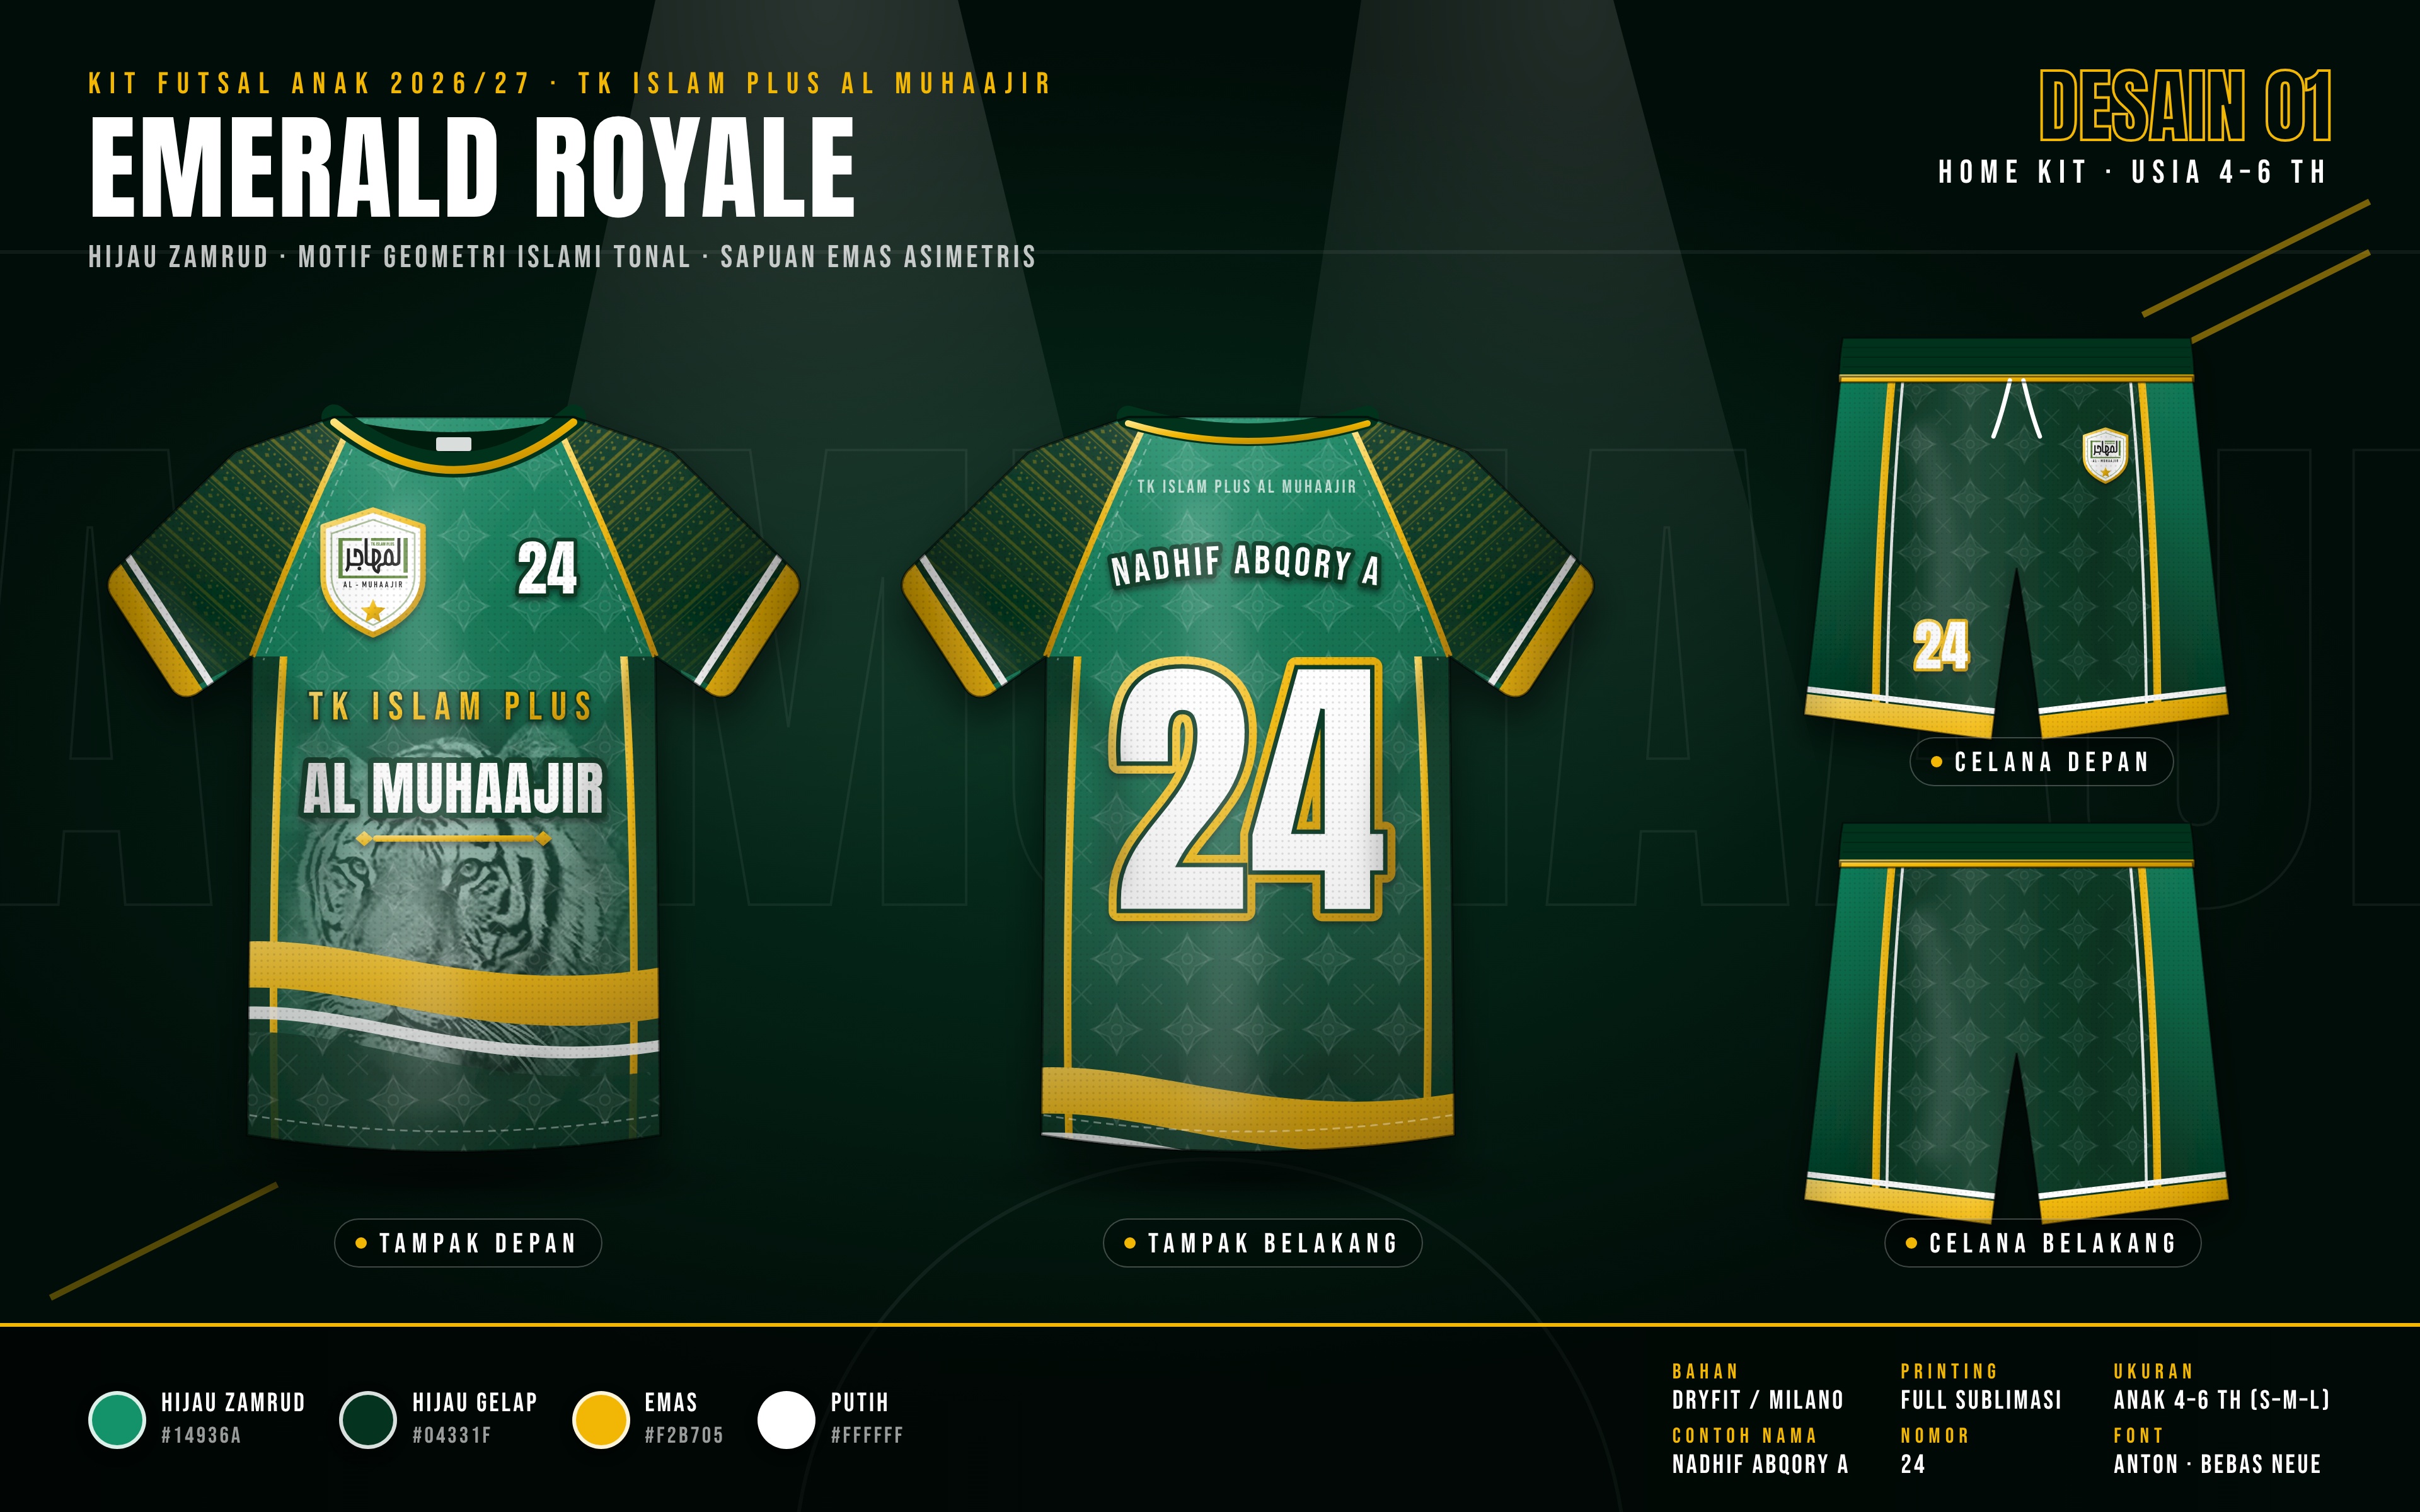 KIT FUTSAL ANAK 2026/27 · TK ISLAM PLUS AL MUHAAJIR
EMERALD ROYALE
HIJAU ZAMRUD · MOTIF GEOMETRI ISLAMI TONAL · SAPUAN EMAS ASIMETRIS
DESAIN 01
HOME KIT · USIA 4–6 TH
المهاجر
AL - MUHAAJIR
24
TK ISLAM PLUS
AL MUHAAJIR
TAMPAK DEPAN
TK ISLAM PLUS AL MUHAAJIR
NADHIF ABQORY A
24
TAMPAK BELAKANG
المهاجر
24
CELANA DEPAN
CELANA BELAKANG
HIJAU ZAMRUD
#14936A
HIJAU GELAP
#04331F
EMAS
#F2B705
PUTIH
#FFFFFF
BAHAN
DRYFIT / MILANO
PRINTING
FULL SUBLIMASI
UKURAN
ANAK 4–6 TH (S–M–L)
CONTOH NAMA
NADHIF ABQORY A
NOMOR
24
FONT
ANTON · BEBAS NEUE